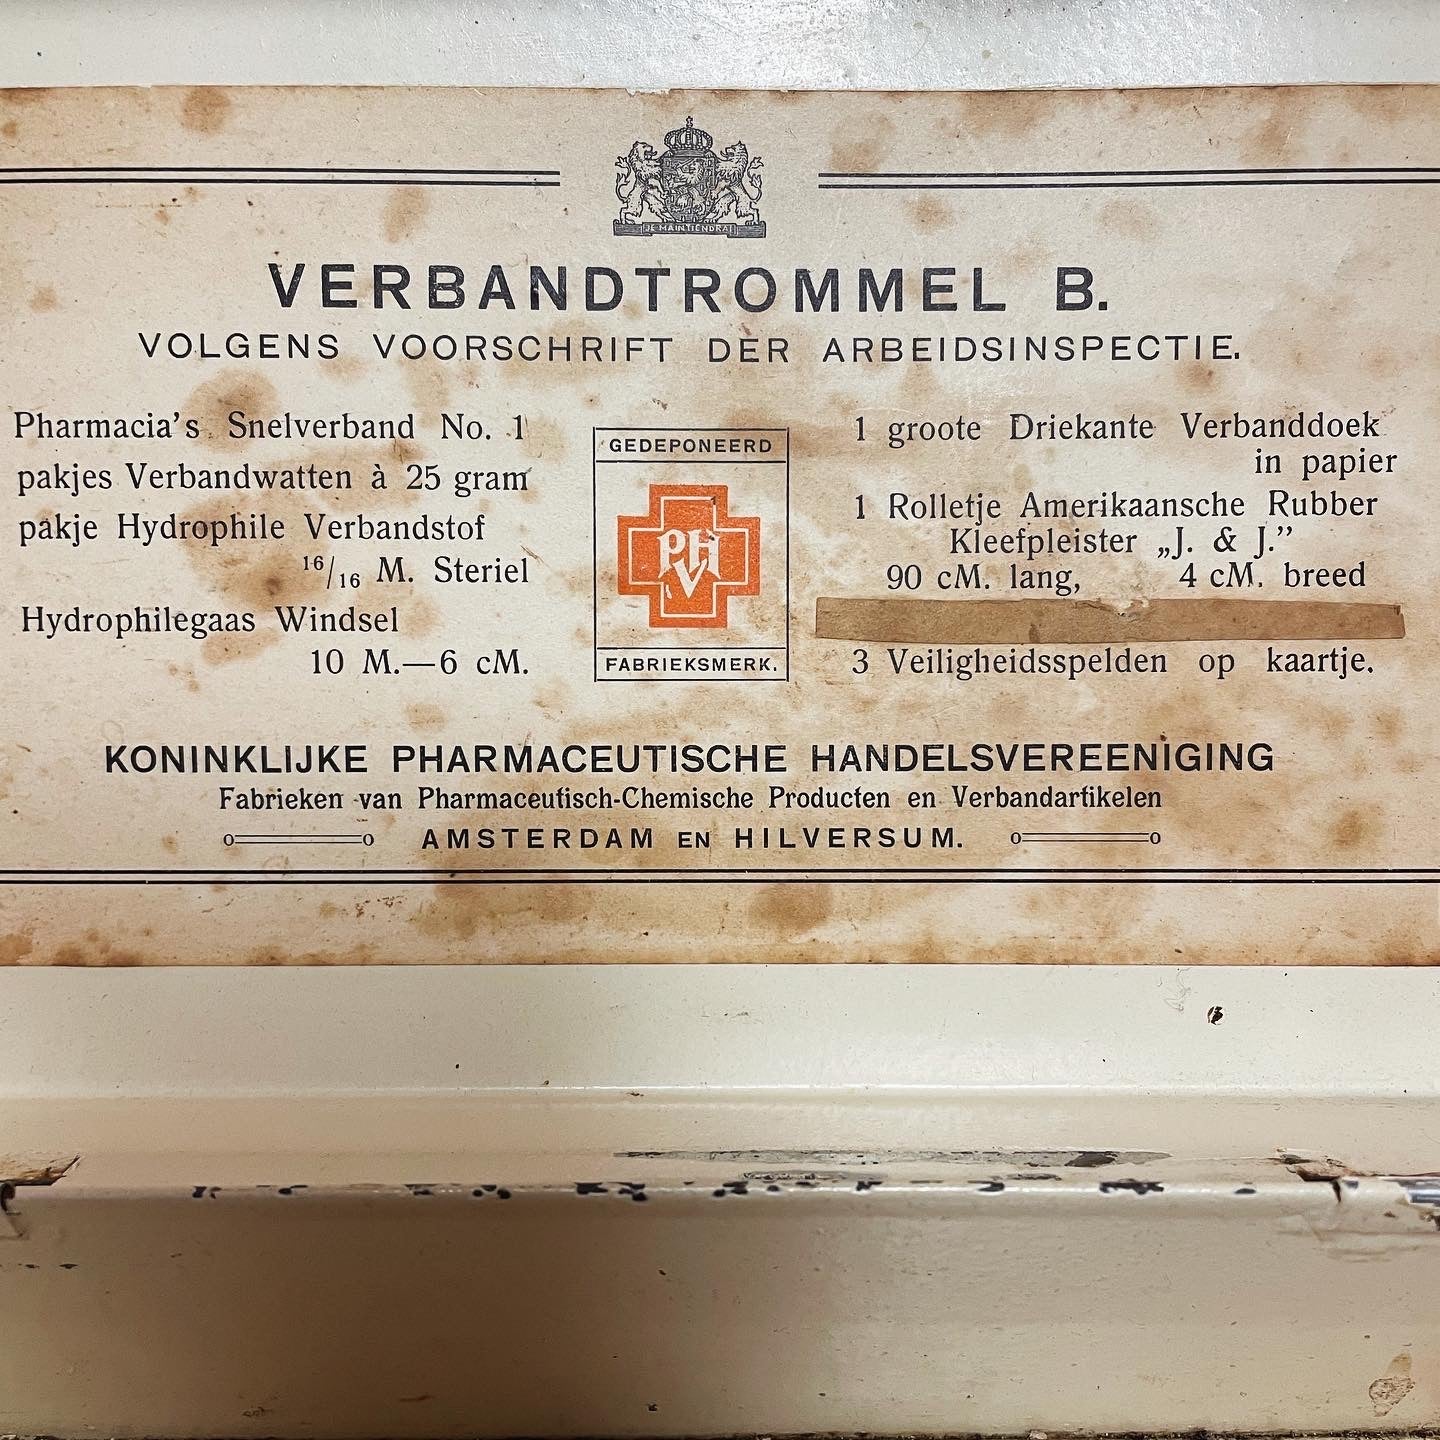 JE MAINTIENDRAI
VERBANDTROMMEL B.
VOLGENS VOORSCHRIFT DER ARBEIDSINSPECTIE.
Pharmacia's Snelverband No. 1
pakjes Verbandwatten à 25 gram
pakje Hydrophile Verbandstof
16/16 M. Steriel
Hydrophilegaas Windsel
10 M.—6 cM.
GEDEPONEERD
PHV
FABRIEKSMERK.
1 groote Driekante Verbanddoek
in papier
1 Rolletje Amerikaansche Rubber
Kleefpleister „J. & J.”
90 cM. lang, 4 cM. breed
3 Veiligheidsspelden op kaartje.
KONINKLIJKE PHARMACEUTISCHE HANDELSVEREENIGING
Fabrieken van Pharmaceutisch-Chemische Producten en Verbandartikelen
AMSTERDAM EN HILVERSUM.